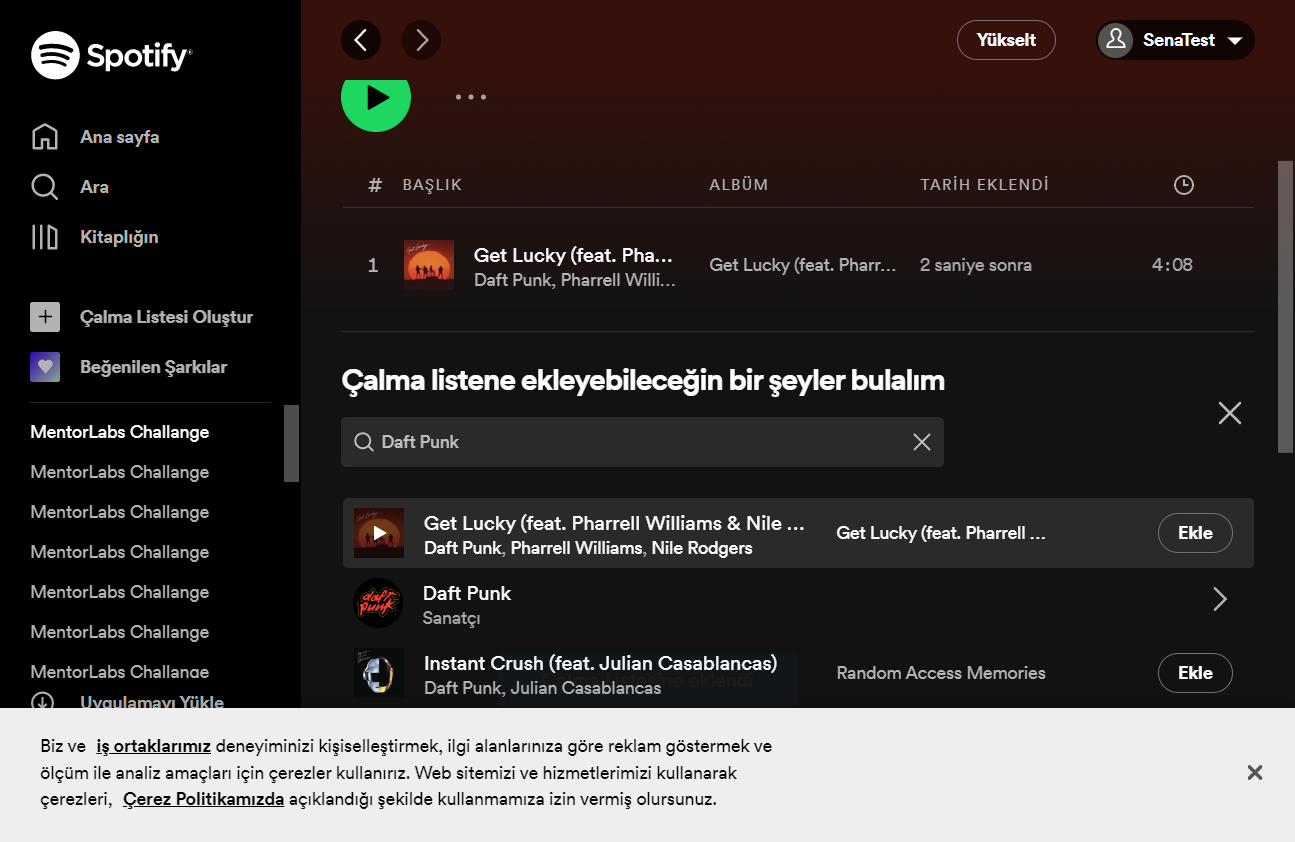 Spotify
Yükselt
SenaTest
Ana sayfa
Ara
Kitaplığın
Çalma Listesi Oluştur
Beğenilen Şarkılar
MentorLabs Challange
MentorLabs Challange
MentorLabs Challange
MentorLabs Challange
MentorLabs Challange
MentorLabs Challange
MentorLabs Challange
Uygulamayı Yükle
# BAŞLIK ALBÜM TARİH EKLENDİ
1 Get Lucky (feat. Pha... Get Lucky (feat. Pharr... 2 saniye sonra 4:08
Daft Punk, Pharrell Willi...
Çalma listene ekleyebileceğin bir şeyler bulalım
Daft Punk
Get Lucky (feat. Pharrell Williams & Nile ... Get Lucky (feat. Pharrell ... Ekle
Daft Punk, Pharrell Williams, Nile Rodgers
daft punk
Daft Punk
Sanatçı
Instant Crush (feat. Julian Casablancas) Random Access Memories Ekle
Daft Punk, Julian Casablancas
Biz ve iş ortaklarımız deneyiminizi kişiselleştirmek, ilgi alanlarınıza göre reklam göstermek ve
ölçüm ile analiz amaçları için çerezler kullanırız. Web sitemizi ve hizmetlerimizi kullanarak
çerezleri, Çerez Politikamızda açıklandığı şekilde kullanmamıza izin vermiş olursunuz.